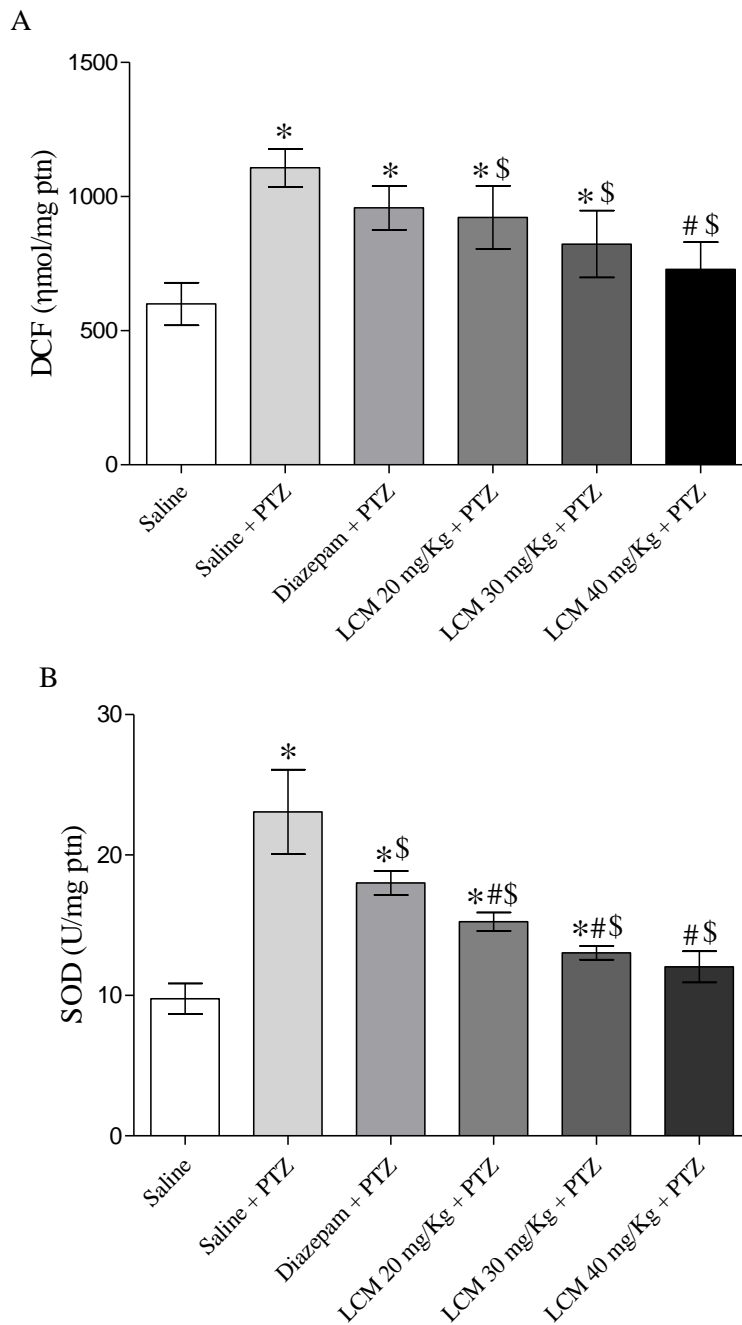 A
DCF (ηmol/mg ptn)
1500
1000
500
0
*
*
* $
* $
# $
Saline
Saline + PTZ
Diazepam + PTZ
LCM 20 mg/Kg + PTZ
LCM 30 mg/Kg + PTZ
LCM 40 mg/Kg + PTZ
B
SOD (U/mg ptn)
30
20
10
0
*
*$
*#$
*#$
#$
Saline
Saline + PTZ
Diazepam + PTZ
LCM 20 mg/Kg + PTZ
LCM 30 mg/Kg + PTZ
LCM 40 mg/Kg + PTZ